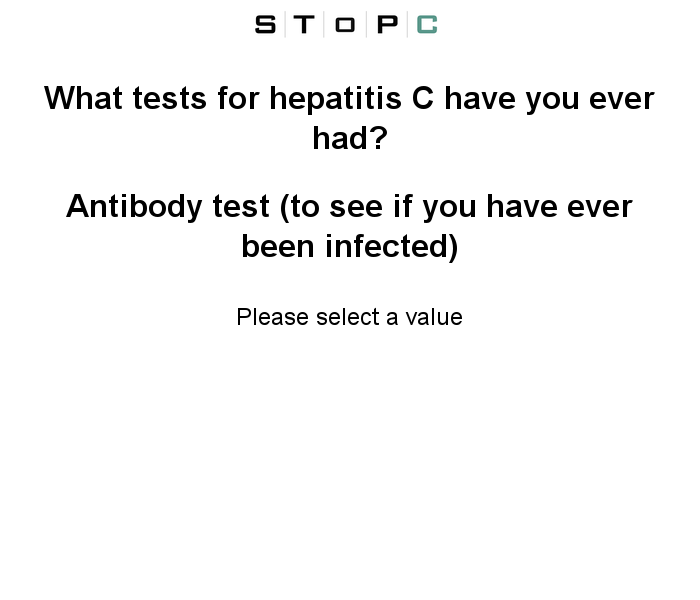 STOPC
What tests for hepatitis C have you ever
had?
Antibody test (to see if you have ever
been infected)
Please select a value